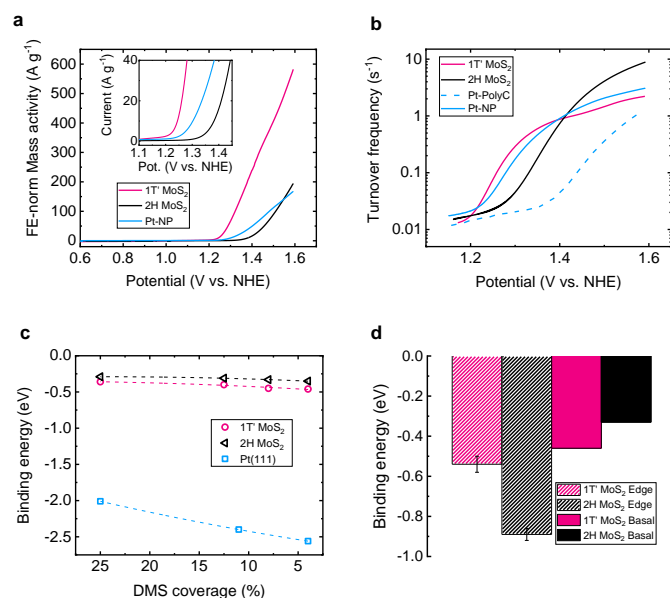 a
FE-norm Mass activity (A g⁻¹)
600
500
400
300
200
100
0
0.6 0.8 1.0 1.2 1.4 1.6
Potential (V vs. NHE)
Current (A g⁻¹)
40
20
0
1.1 1.2 1.3 1.4
Pot. (V vs. NHE)
1T' MoS₂
2H MoS₂
Pt-NP
b
Turnover frequency (s⁻¹)
10
1
0.1
0.01
1.2 1.3 1.4 1.5 1.6
Potential (V vs. NHE)
1T' MoS₂
2H MoS₂
Pt-PolyC
Pt-NP
c
Binding energy (eV)
0.0
-0.5
-1.0
-1.5
-2.0
-2.5
25 20 15 10 5
DMS coverage (%)
1T' MoS₂
2H MoS₂
Pt(111)
d
Binding energy (eV)
0.0
-0.2
-0.4
-0.6
-0.8
-1.0
1T' MoS₂ Edge
2H MoS₂ Edge
1T' MoS₂ Basal
2H MoS₂ Basal